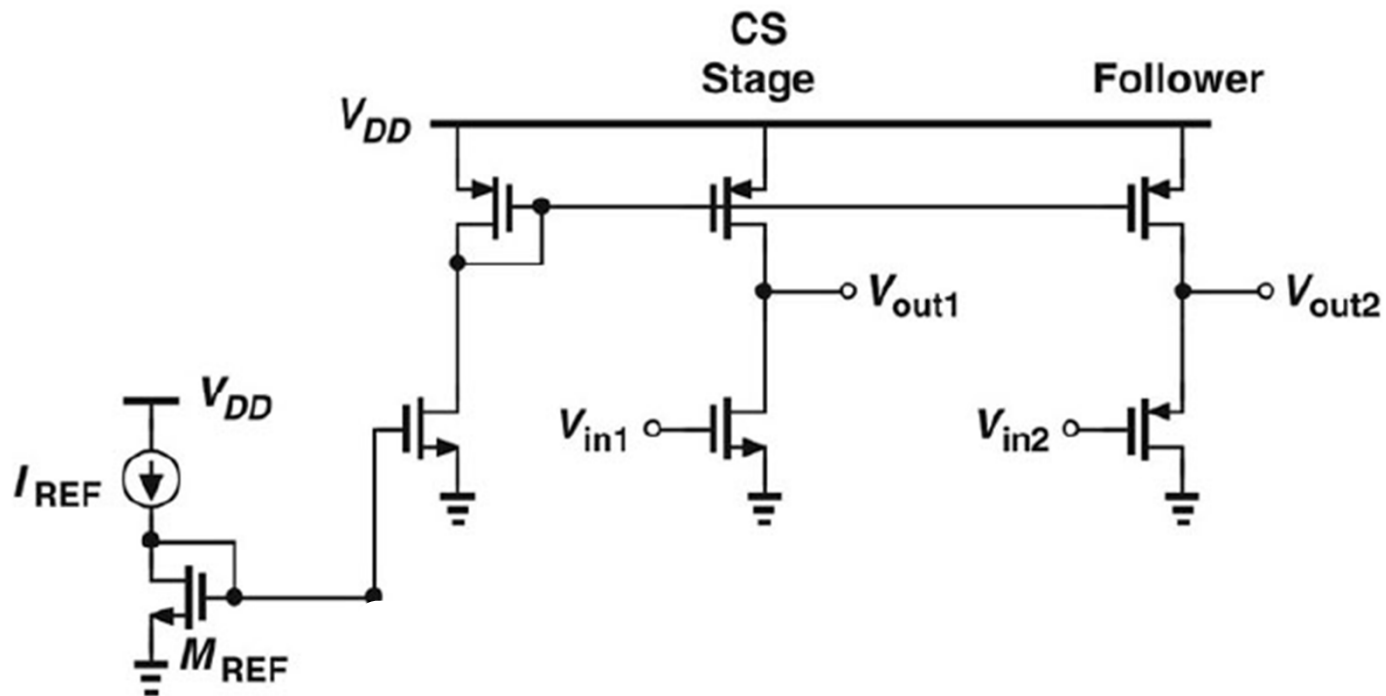 CS
Stage
Follower
VDD
Vout1
Vout2
VDD
Vin1
Vin2
IREF
MREF